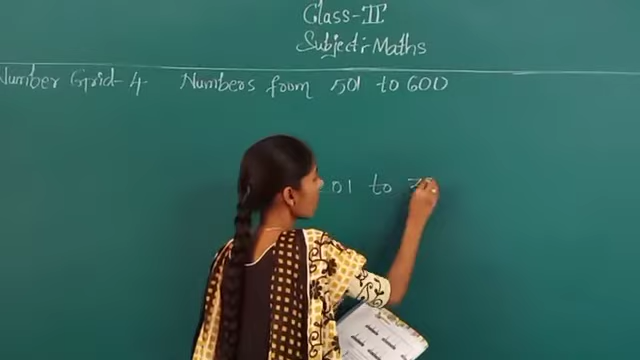 Class-II
Subject:-Maths
Number Grid-4 Numbers from 501 to 600
01 to